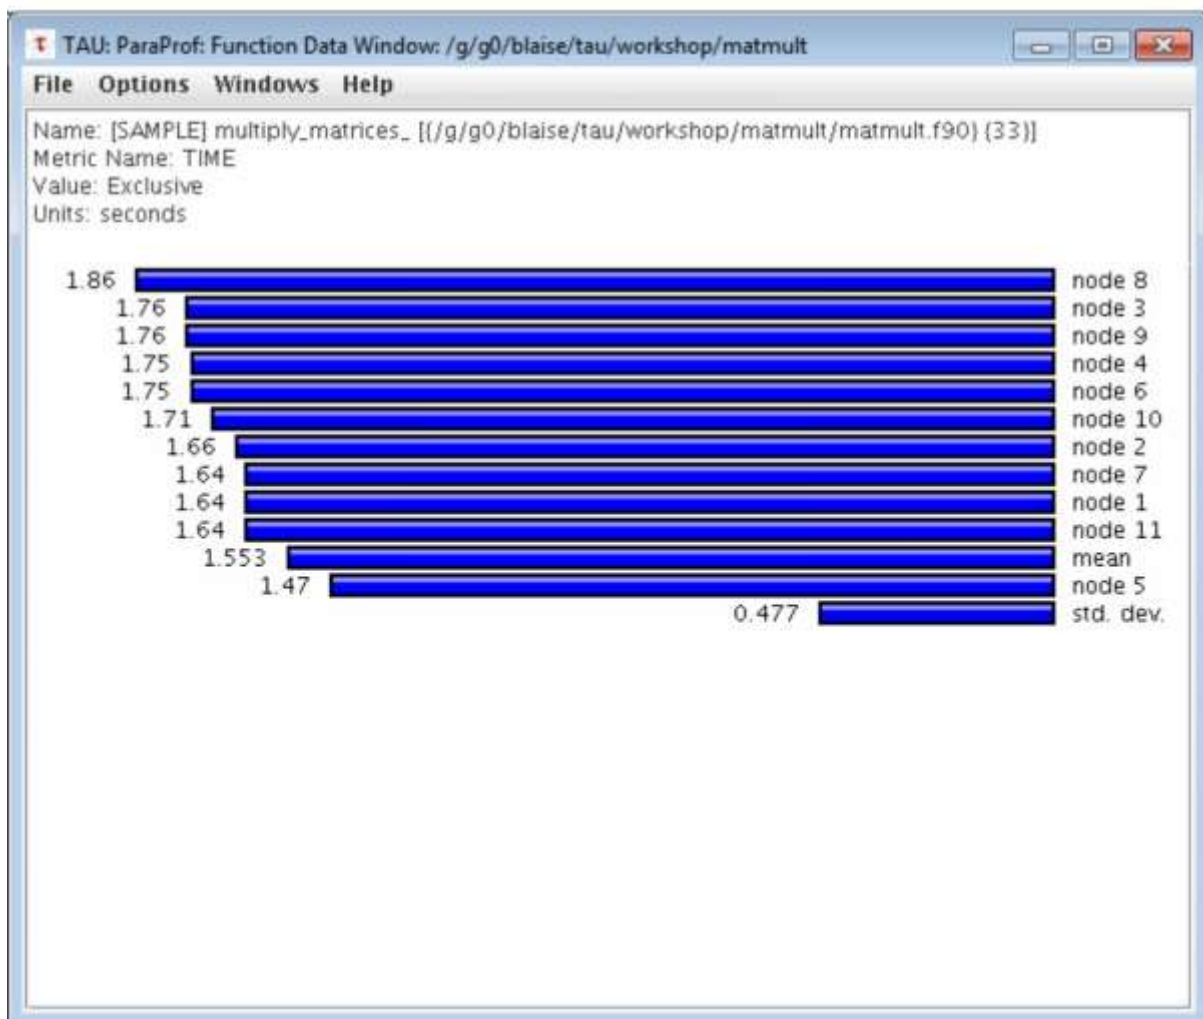 τ TAU: ParaProf: Function Data Window: /g/g0/blaise/tau/workshop/matmult
File Options Windows Help
Name: [SAMPLE] multiply_matrices_ [{/g/g0/blaise/tau/workshop/matmult/matmult.f90} {33}]
Metric Name: TIME
Value: Exclusive
Units: seconds
1.86 node 8
1.76 node 3
1.76 node 9
1.75 node 4
1.75 node 6
1.71 node 10
1.66 node 2
1.64 node 7
1.64 node 1
1.64 node 11
1.553 mean
1.47 node 5
0.477 std. dev.